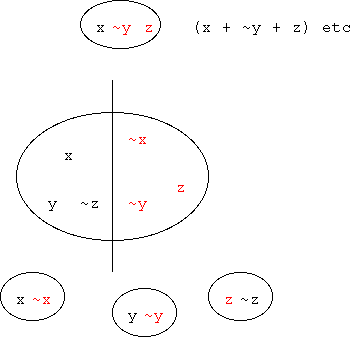 x ~y z (x + ~y + z) etc
~x
x
z
y ~z ~y
x ~x
z ~z
y ~y